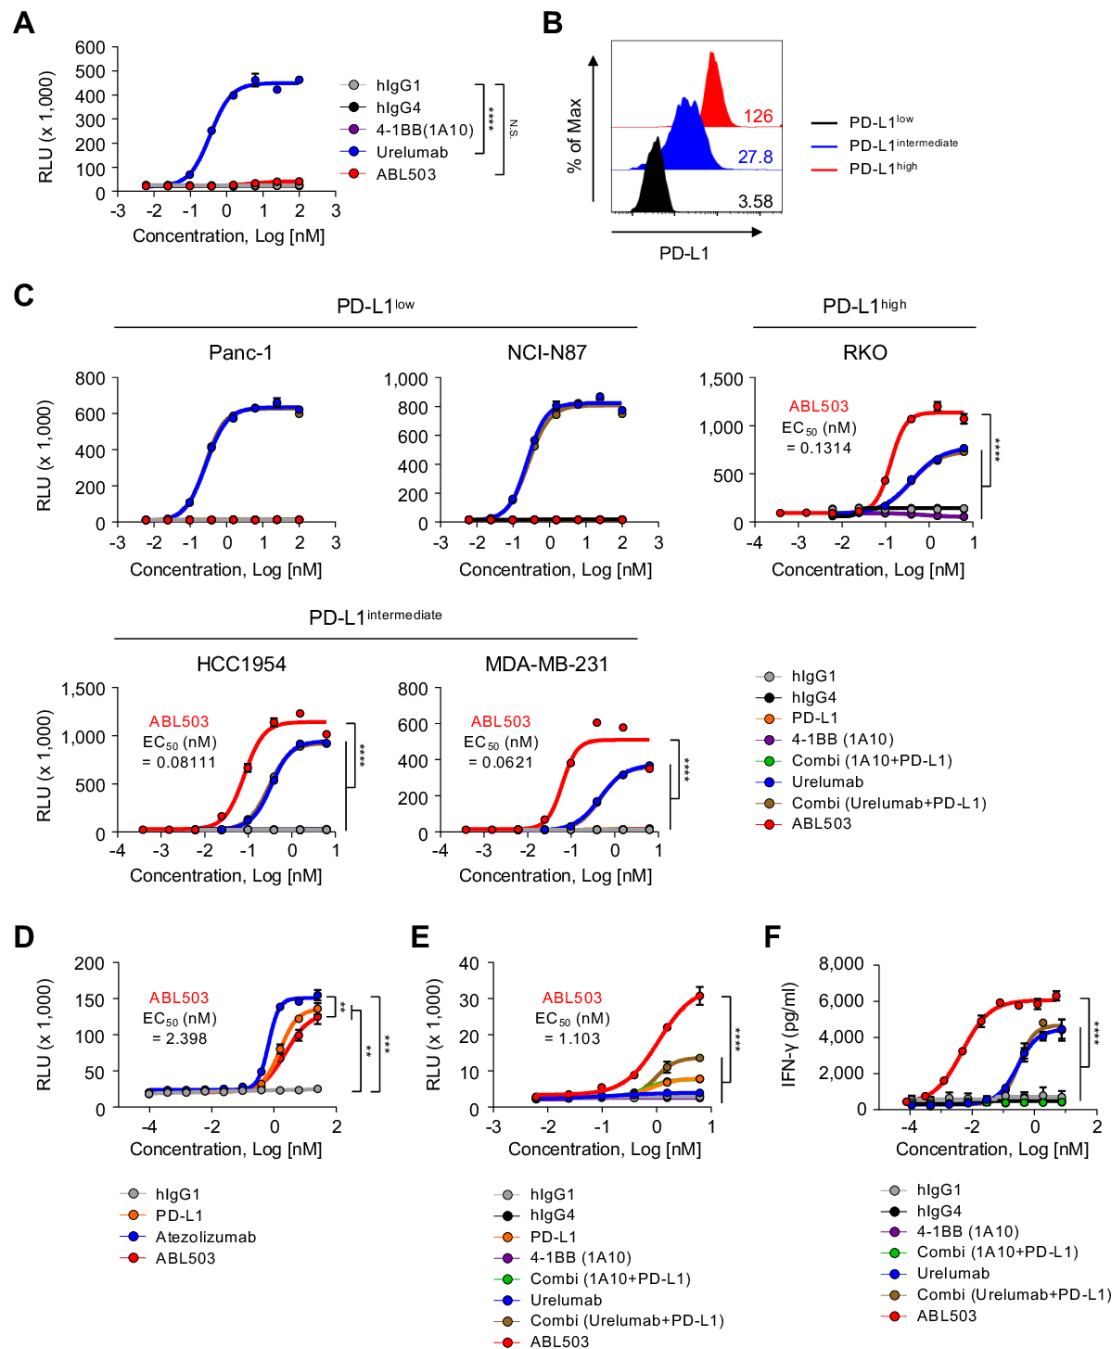 A
RLU (x 1,000)
600
500
400
300
200
100
0
-3 -2 -1 0 1 2 3
Concentration, Log [nM]
hIgG1
hIgG4
4-1BB(1A10)
Urelumab
ABL503
****
N.S.
B
% of Max
126
27.8
3.58
PD-L1
PD-L1low
PD-L1intermediate
PD-L1high
C
PD-L1low
PD-L1high
Panc-1
RLU (x 1,000)
800
600
400
200
0
-3 -2 -1 0 1 2 3
Concentration, Log [nM]
NCI-N87
1,000
800
600
400
200
0
-3 -2 -1 0 1 2 3
Concentration, Log [nM]
RKO
1,500
1,000
500
0
ABL503
EC50 (nM)
= 0.1314
****
-4 -3 -2 -1 0 1
Concentration, Log [nM]
PD-L1intermediate
HCC1954
RLU (x 1,000)
1,500
1,000
500
0
ABL503
EC50 (nM)
= 0.08111
****
-4 -3 -2 -1 0 1
Concentration, Log [nM]
MDA-MB-231
800
600
400
200
0
ABL503
EC50 (nM)
= 0.0621
****
-4 -3 -2 -1 0 1
Concentration, Log [nM]
hIgG1
hIgG4
PD-L1
4-1BB (1A10)
Combi (1A10+PD-L1)
Urelumab
Combi (Urelumab+PD-L1)
ABL503
D
RLU (x 1,000)
200
150
100
50
0
ABL503
EC50 (nM)
= 2.398
**
**
***
-4 -2 0 2
Concentration, Log [nM]
hIgG1
PD-L1
Atezolizumab
ABL503
E
RLU (x 1,000)
40
30
20
10
0
ABL503
EC50 (nM)
= 1.103
****
-3 -2 -1 0 1
Concentration, Log [nM]
hIgG1
hIgG4
PD-L1
4-1BB (1A10)
Combi (1A10+PD-L1)
Urelumab
Combi (Urelumab+PD-L1)
ABL503
F
IFN-γ (pg/ml)
8,000
6,000
4,000
2,000
0
****
-4 -2 0 2
Concentration, Log [nM]
hIgG1
hIgG4
4-1BB (1A10)
Combi (1A10+PD-L1)
Urelumab
Combi (Urelumab+PD-L1)
ABL503